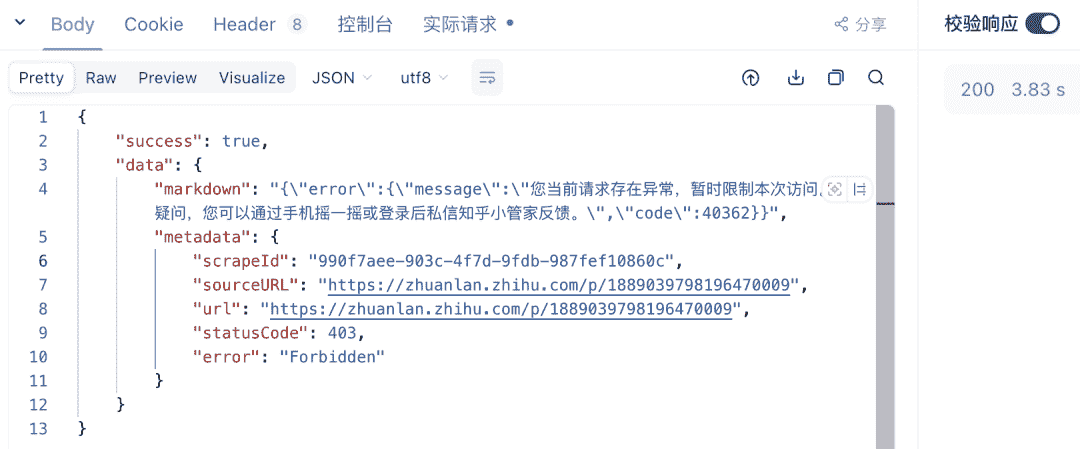 Body Cookie Header 8 控制台 实际请求 分享 校验响应
Pretty Raw Preview Visualize JSON utf8
200 3.83 s
1 {
2 "success": true,
3 "data": {
4 "markdown": "{\"error\":{\"message\":\"您当前请求存在异常，暂时限制本次访问。
疑问，您可以通过手机摇一摇或登录后私信知乎小管家反馈。\",\"code\":40362}}",
5 "metadata": {
6 "scrapeId": "990f7aee-903c-4f7d-9fdb-987fef10860c",
7 "sourceURL": "https://zhuanlan.zhihu.com/p/1889039798196470009",
8 "url": "https://zhuanlan.zhihu.com/p/1889039798196470009",
9 "statusCode": 403,
10 "error": "Forbidden"
11 }
12 }
13 }